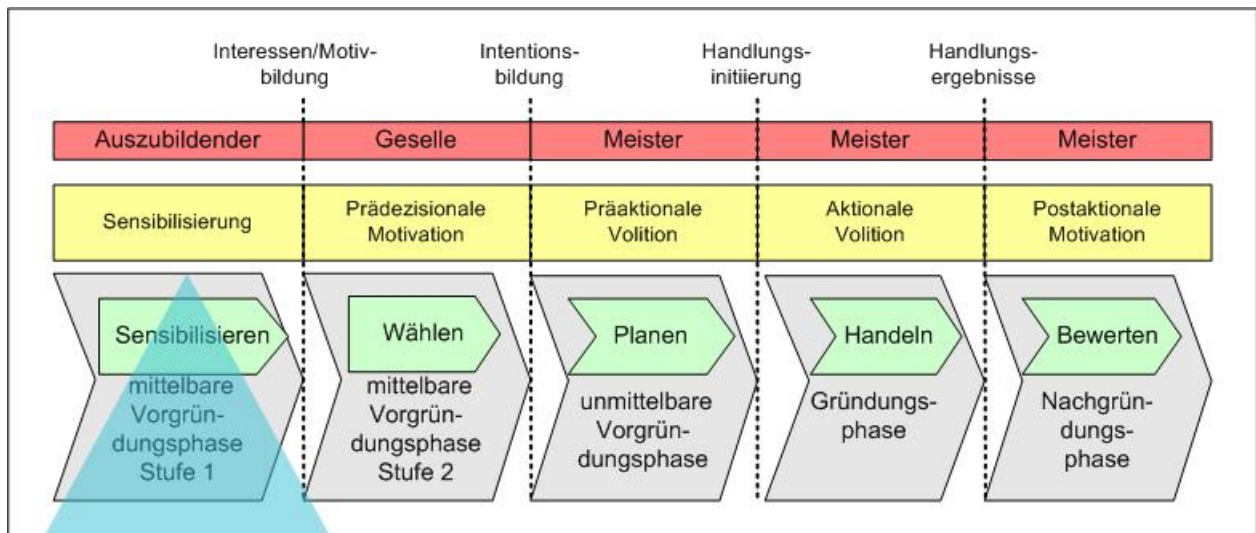 Interessen/Motiv-
bildung
Intentions-
bildung
Handlungs-
initiierung
Handlungs-
ergebnisse
Auszubildender
Geselle
Meister
Meister
Meister
Sensibilisierung
Prädezisionale
Motivation
Präaktionale
Volition
Aktionale
Volition
Postaktionale
Motivation
Sensibilisieren
mittelbare
Vorgrün-
dungsphase
Stufe 1
Wählen
mittelbare
Vorgrün-
dungsphase
Stufe 2
Planen
unmittelbare
Vorgrün-
dungsphase
Handeln
Gründungs-
phase
Bewerten
Nachgrün-
dungs-
phase